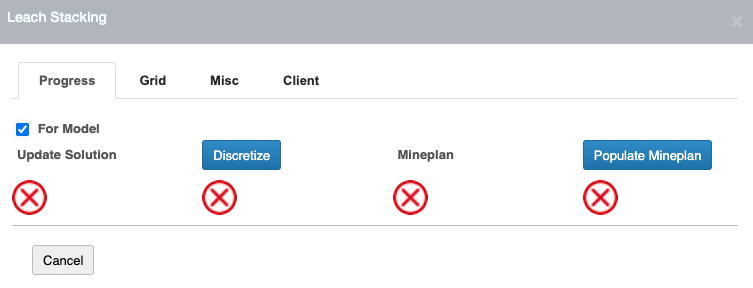 Leach Stacking
Progress Grid Misc Client
For Model
Update Solution Discretize Mineplan Populate Mineplan
Cancel